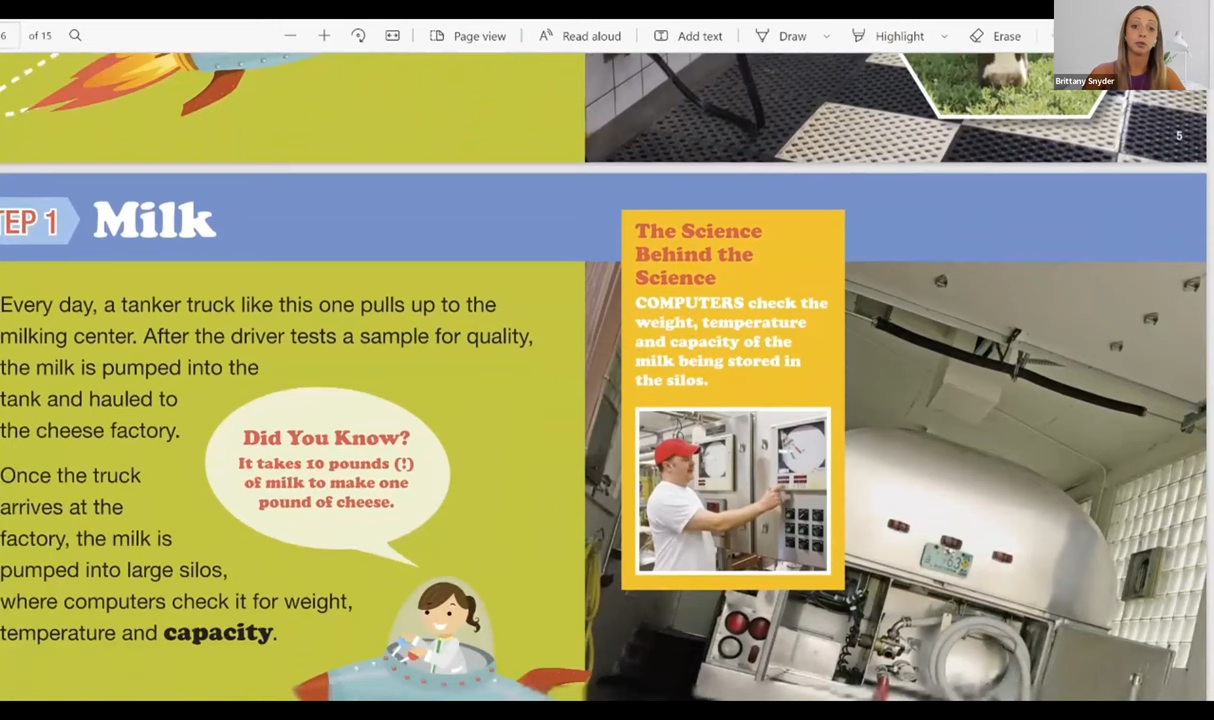 6 of 15 Page view Read aloud Add text Draw Highlight Erase
Brittany Snyder
5
TEP 1 Milk
Every day, a tanker truck like this one pulls up to the
milking center. After the driver tests a sample for quality,
the milk is pumped into the
tank and hauled to
the cheese factory.
Once the truck
arrives at the
factory, the milk is
pumped into large silos,
where computers check it for weight,
temperature and capacity.
Did You Know?
It takes 10 pounds (!)
of milk to make one
pound of cheese.
The Science
Behind the
Science
COMPUTERS check the
weight, temperature
and capacity of the
milk being stored in
the silos.